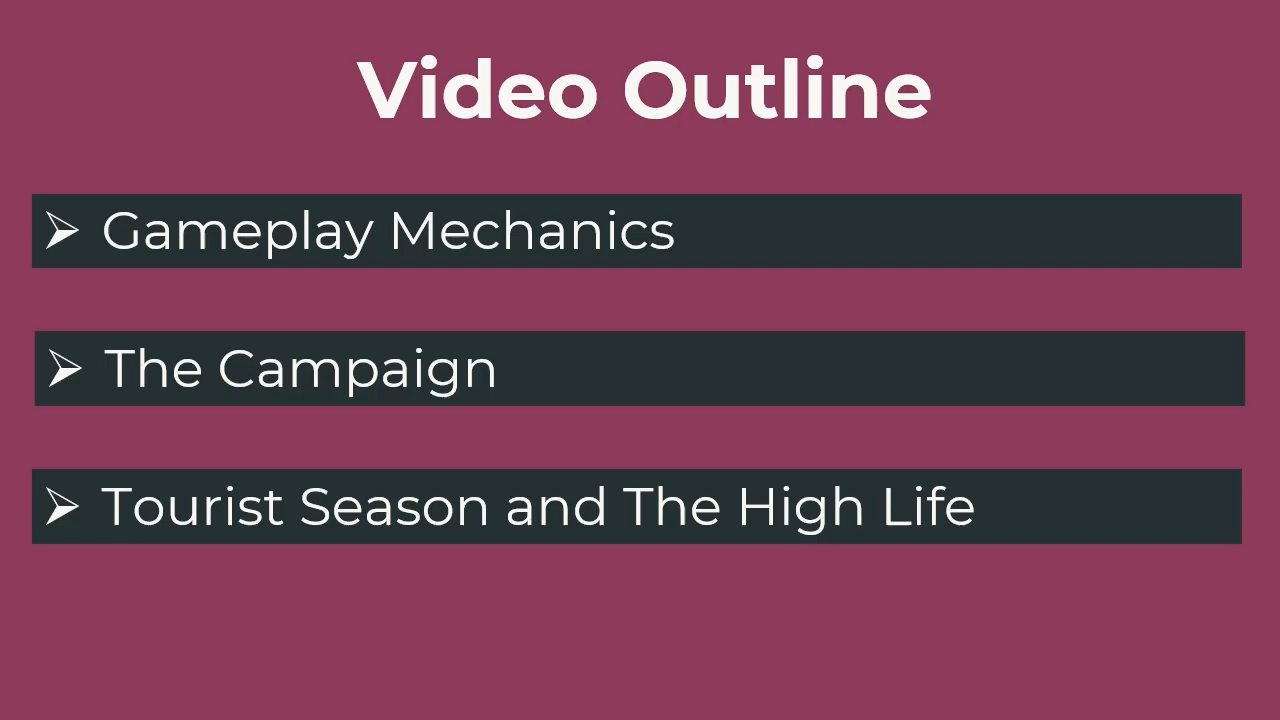 Video Outline
➢ Gameplay Mechanics
➢ The Campaign
➢ Tourist Season and The High Life